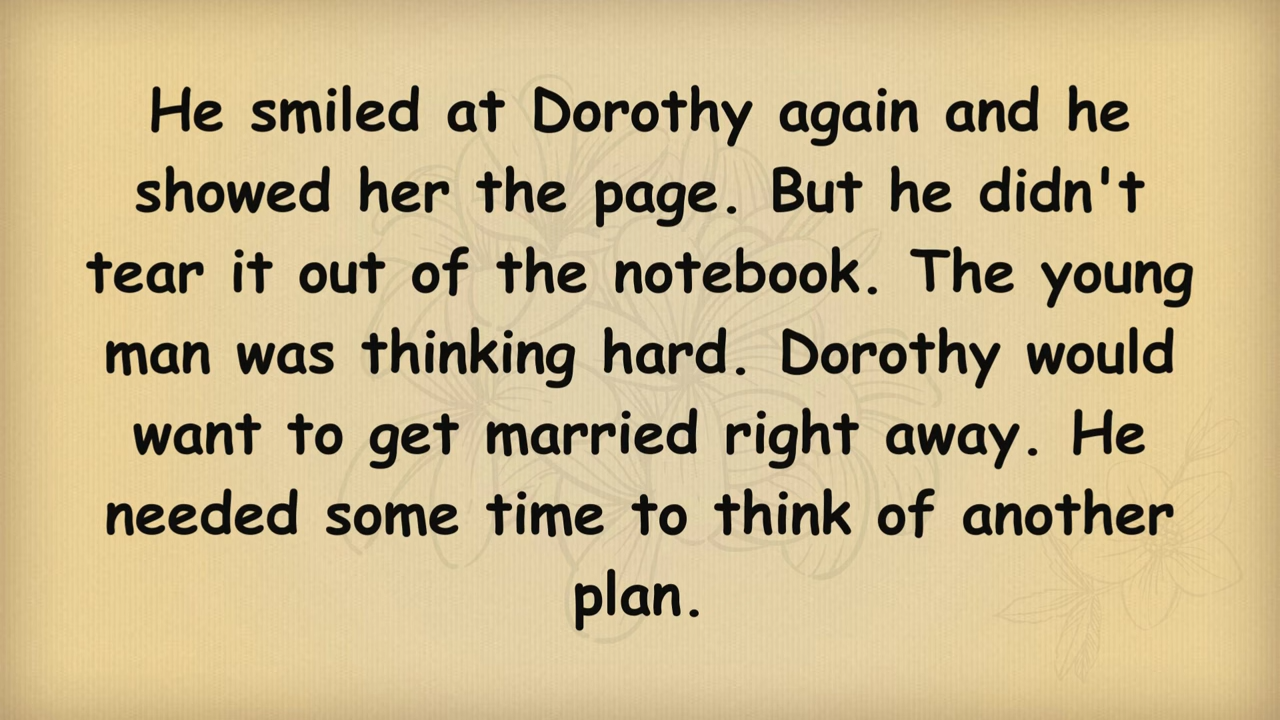 He smiled at Dorothy again and he
showed her the page. But he didn't
tear it out of the notebook. The young
man was thinking hard. Dorothy would
want to get married right away. He
needed some time to think of another
plan.